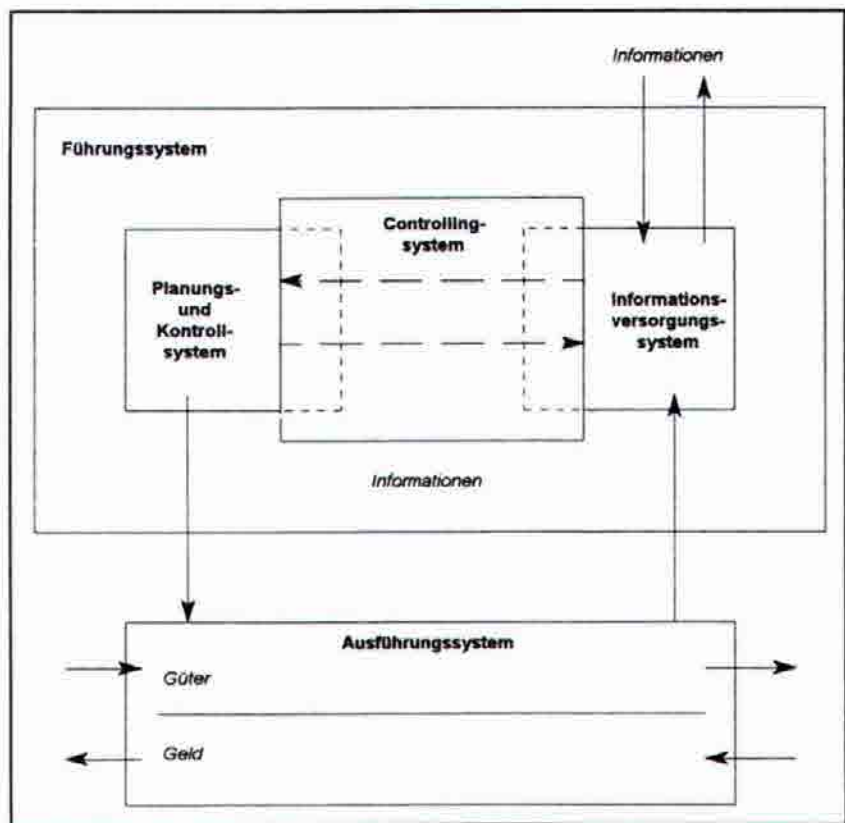 Informationen
Führungssystem
Controlling-
system
Planungs-
und
Kontroll-
system
Informations-
versorgungs-
system
Informationen
Ausführungssystem
Güter
Geld